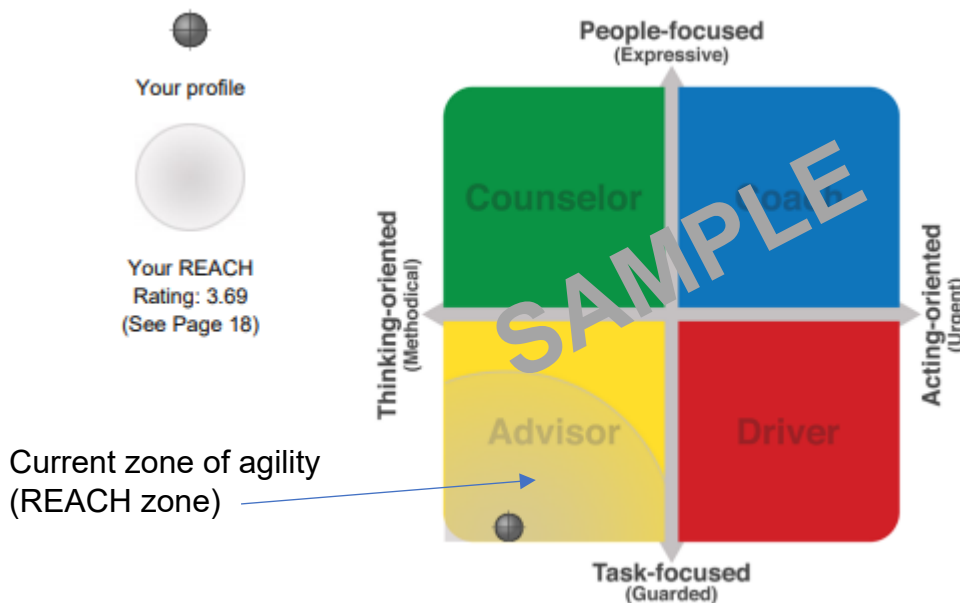 Your profile
Your REACH
Rating: 3.69
(See Page 18)
People-focused
(Expressive)
Counselor
Coach
SAMPLE
Thinking-oriented
(Methodical)
Acting-oriented
(Urgent)
Advisor
Driver
Current zone of agility
(REACH zone)
Task-focused
(Guarded)